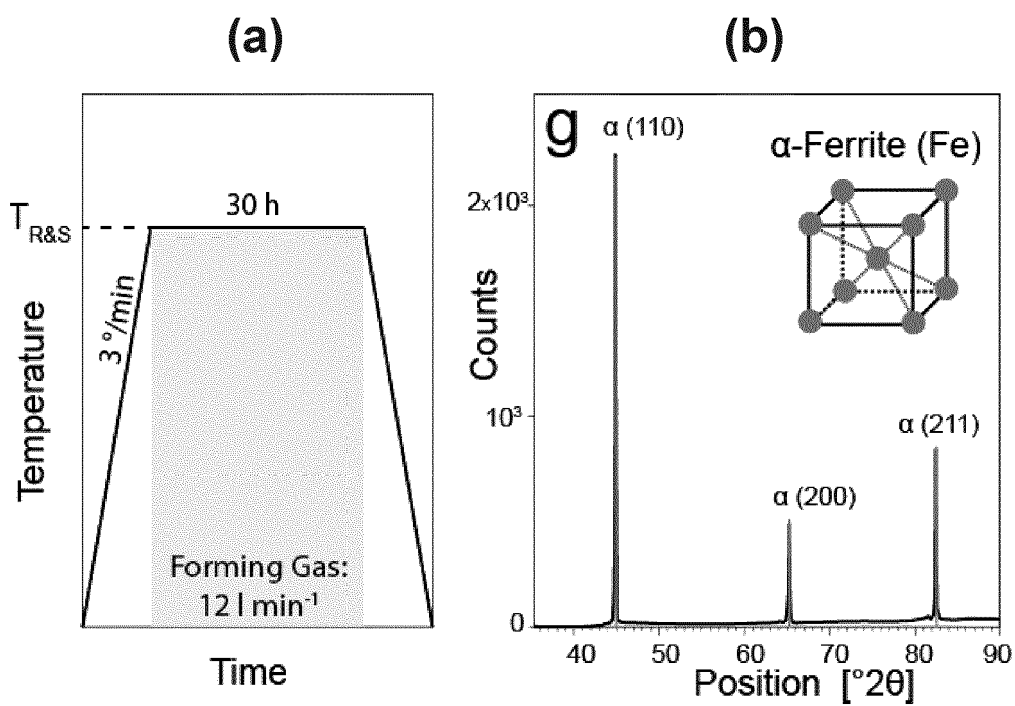 (a)
T R&S
30 h
3 °/min
Temperature
Forming Gas:
12 l min⁻¹
Time
(b)
g
α (110)
α-Ferrite (Fe)
2x10³
10³
0
Counts
α (200)
α (211)
40 50 60 70 80 90
Position [°2θ]